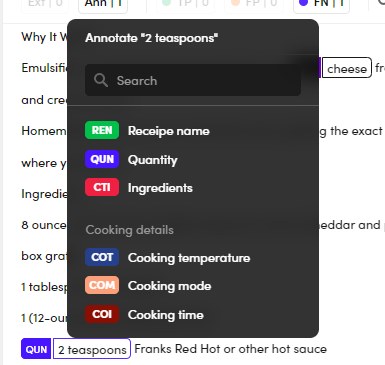 Ext | 0 Ann | 1 TP | 0 FP | 0 FN | 1
Why It W
Annotate "2 teaspoons"
Emulsifi
cheese fr
Search
and crea
Homem
REN Receipe name
ng the exact
where y
QUN Quantity
Ingredie
CTI Ingredients
8 ounce
Cooking details
heddar and p
box grat
COT Cooking temperature
1 tablesp
COM Cooking mode
1 (12-ou
COI Cooking time
QUN 2 teaspoons Franks Red Hot or other hot sauce